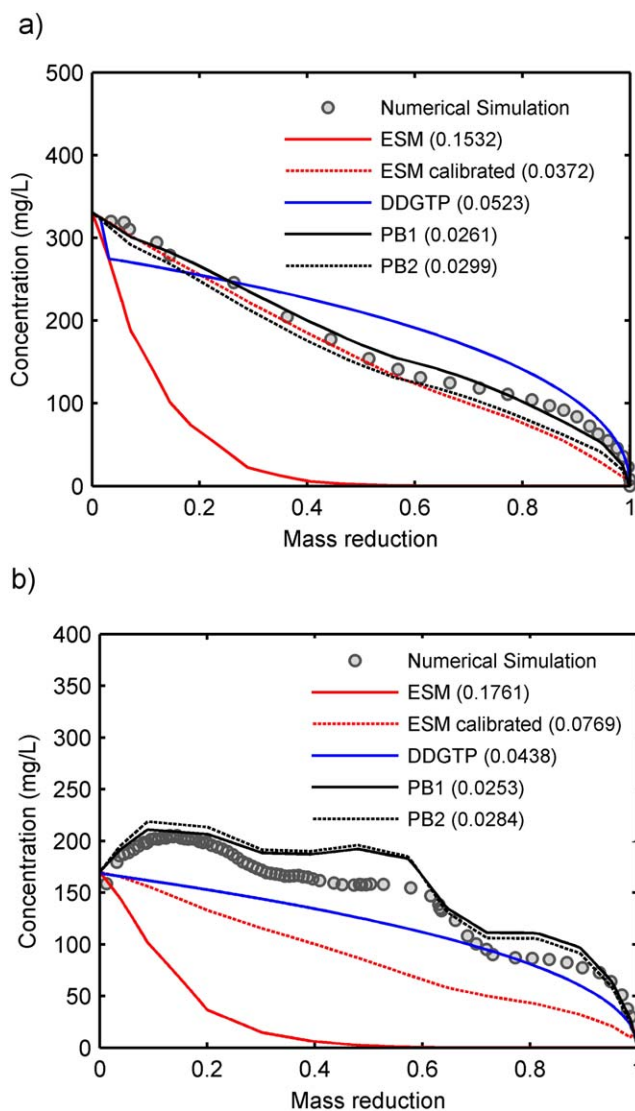 a)
500
400
300
200
100
0
Concentration (mg/L)
Numerical Simulation
ESM (0.1532)
ESM calibrated (0.0372)
DDGTP (0.0523)
PB1 (0.0261)
PB2 (0.0299)
0 0.2 0.4 0.6 0.8 1
Mass reduction
b)
400
350
300
250
200
150
100
50
0
Concentration (mg/L)
Numerical Simulation
ESM (0.1761)
ESM calibrated (0.0769)
DDGTP (0.0438)
PB1 (0.0253)
PB2 (0.0284)
0 0.2 0.4 0.6 0.8 1
Mass reduction